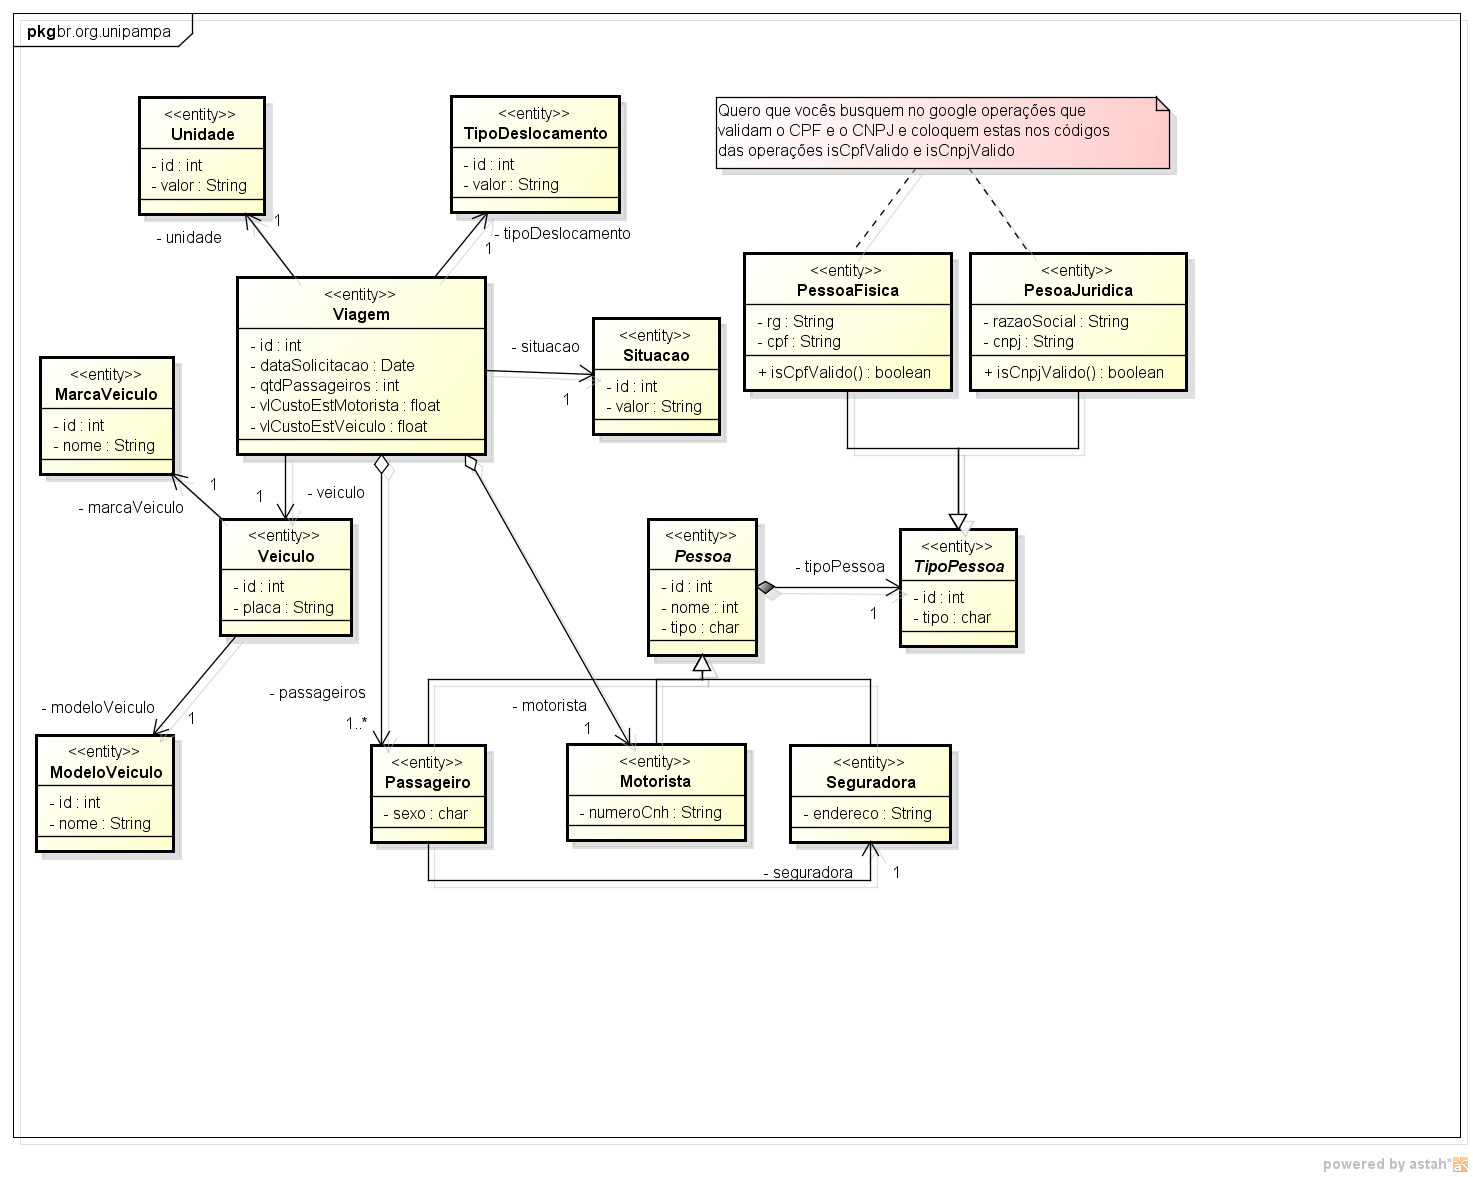 pkg br.org.unipampa
<<entity>>
Unidade
- id : int
- valor : String
<<entity>>
TipoDeslocamento
- id : int
- valor : String
Quero que vocês busquem no google operações que
validam o CPF e o CNPJ e coloquem estas nos códigos
das operações isCpfValido e isCnpjValido
1
- unidade
- tipoDeslocamento
1
<<entity>>
Viagem
- id : int
- dataSolicitacao : Date
- qtdPassageiros : int
- vlCustoEstMotorista : float
- vlCustoEstVeiculo : float
- situacao
1
<<entity>>
Situacao
- id : int
- valor : String
<<entity>>
PessoaFisica
- rg : String
- cpf : String
+ isCpfValido() : boolean
<<entity>>
PesoaJuridica
- razaoSocial : String
- cnpj : String
+ isCnpjValido() : boolean
<<entity>>
MarcaVeiculo
- id : int
- nome : String
1
- marcaVeiculo
1
- veiculo
<<entity>>
Veiculo
- id : int
- placa : String
<<entity>>
Pessoa
- id : int
- nome : int
- tipo : char
- tipoPessoa
1
<<entity>>
TipoPessoa
- id : int
- tipo : char
- modeloVeiculo
1
- passageiros
1..*
- motorista
1
<<entity>>
ModeloVeiculo
- id : int
- nome : String
<<entity>>
Passageiro
- sexo : char
<<entity>>
Motorista
- numeroCnh : String
<<entity>>
Seguradora
- endereco : String
- seguradora
1
powered by astah*